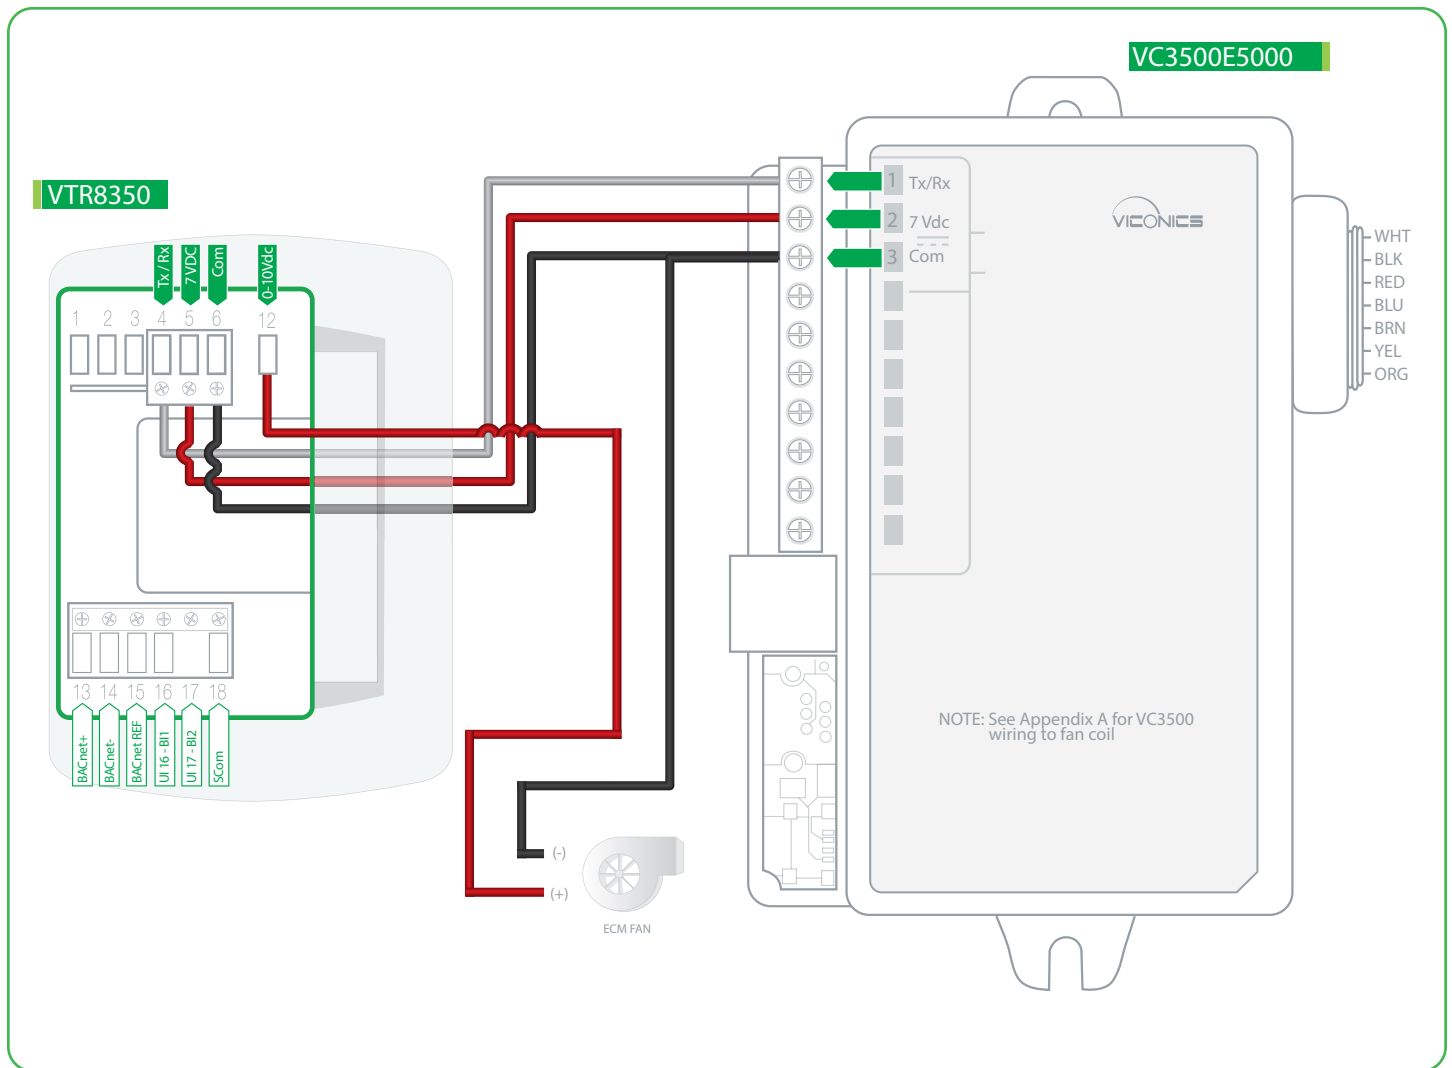 VC3500E5000
VTR8350
Tx / Rx
7 VDC
Com
0-10Vdc
1 2 3 4 5 6 12
1 Tx/Rx
2 7 Vdc
3 Com
VICONICS
WHT
BLK
RED
BLU
BRN
YEL
ORG
13 14 15 16 17 18
BACnet+
BACnet-
BACnet REF
UI 16 - BI1
UI 17 - BI2
SCom
NOTE: See Appendix A for VC3500
wiring to fan coil
(-)
(+)
ECM FAN